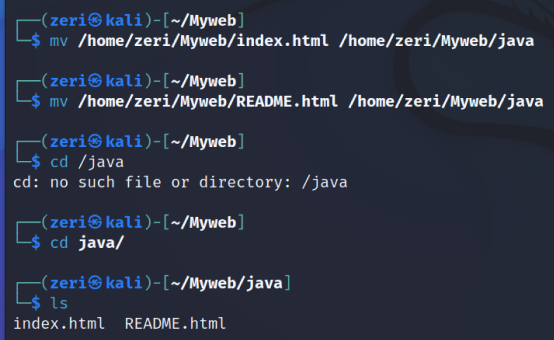 ┌──(zeri㉿kali)-[~/Myweb]
└─$ mv /home/zeri/Myweb/index.html /home/zeri/Myweb/java
┌──(zeri㉿kali)-[~/Myweb]
└─$ mv /home/zeri/Myweb/README.html /home/zeri/Myweb/java
┌──(zeri㉿kali)-[~/Myweb]
└─$ cd /java
cd: no such file or directory: /java
┌──(zeri㉿kali)-[~/Myweb]
└─$ cd java/
┌──(zeri㉿kali)-[~/Myweb/java]
└─$ ls
index.html  README.html